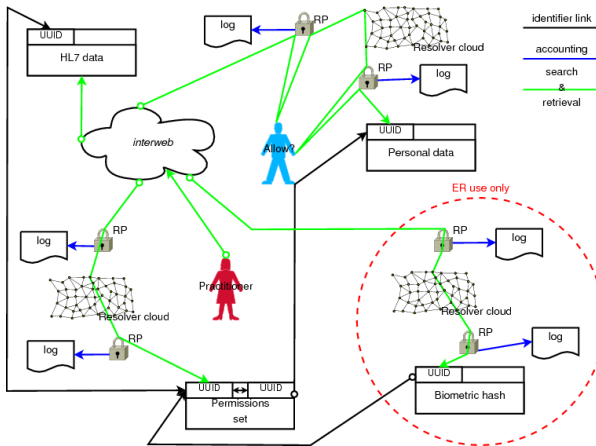 identifier link
accounting
search
&
retrieval
UUID
HL7 data
log
RP
Resolver cloud
RP
log
interweb
Allow?
UUID
Personal data
ER use only
log
RP
Resolver cloud
RP
log
Practitioner
RP
log
Resolver cloud
RP
log
UUID
UUID
Permissions
set
UUID
Biometric hash